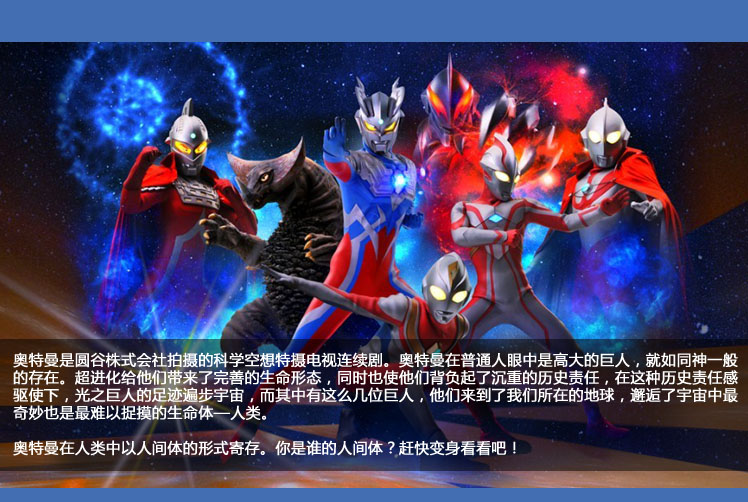 奥特曼是圆谷株式会社拍摄的科学空想特摄电视连续剧。奥特曼在普通人眼中是高大的巨人，就如同神一般
的存在。超进化给他们带来了完善的生命形态，同时也使他们背负起了沉重的历史责任，在这种历史责任感
驱使下，光之巨人的足迹遍步宇宙，而其中有这么几位巨人，他们来到了我们所在的地球，邂逅了宇宙中最
奇妙也是最难以捉摸的生命体—人类。
奥特曼在人类中以人间体的形式寄存。你是谁的人间体？赶快变身看看吧！